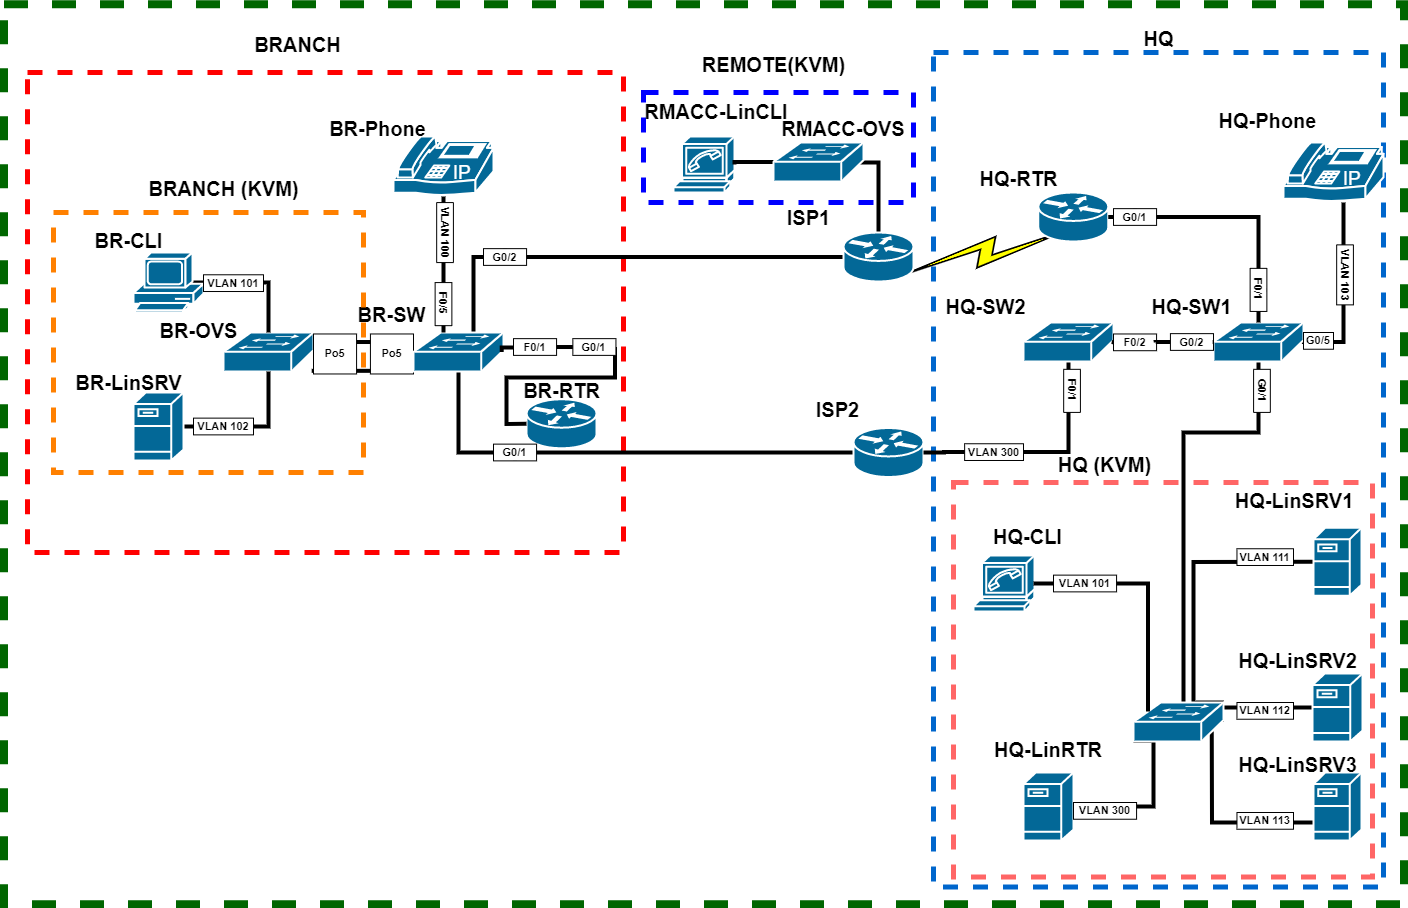 BRANCH
HQ
REMOTE(KVM)
RMACC-LinCLI
RMACC-OVS
BR-Phone
IP
HQ-Phone
IP
BRANCH (KVM)
HQ-RTR
ISP1
G0/1
VLAN 100
BR-CLI
VLAN 101
G0/2
VLAN 103
F0/5
F0/1
BR-OVS
BR-SW
HQ-SW2
HQ-SW1
Po5
Po5
F0/1
G0/1
F0/2
G0/2
G0/5
BR-LinSRV
BR-RTR
F0/1
G0/1
VLAN 102
ISP2
G0/1
VLAN 300
HQ (KVM)
HQ-LinSRV1
HQ-CLI
VLAN 111
VLAN 101
HQ-LinSRV2
VLAN 112
HQ-LinRTR
HQ-LinSRV3
VLAN 300
VLAN 113